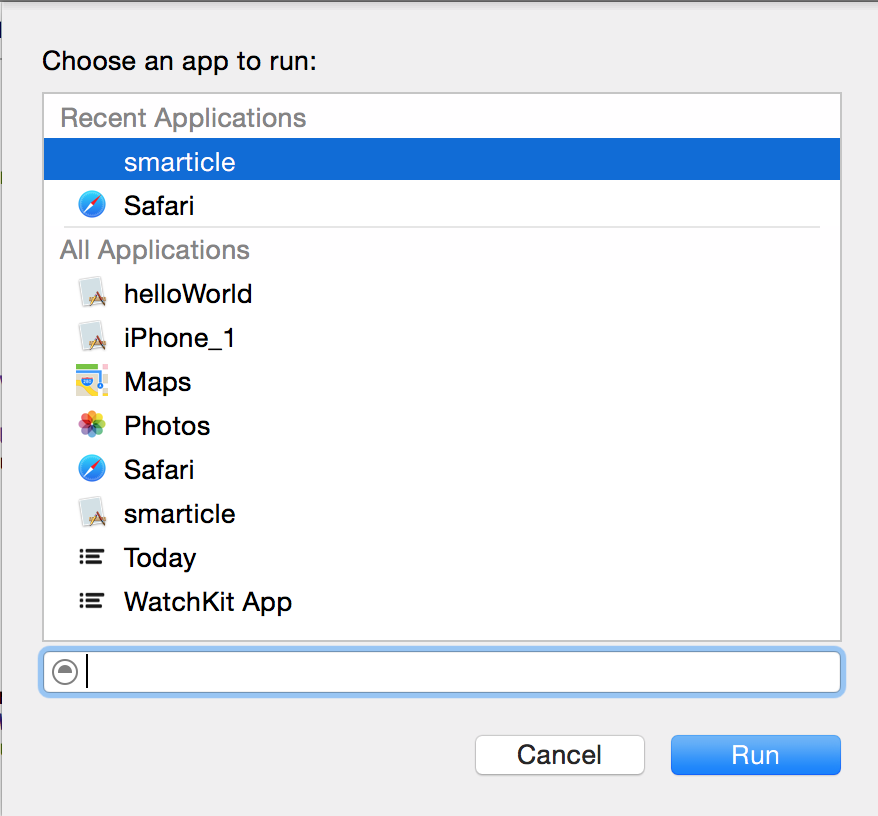 Choose an app to run:
Recent Applications
smarticle
Safari
All Applications
helloWorld
iPhone_1
Maps
Photos
Safari
smarticle
Today
WatchKit App
Cancel
Run